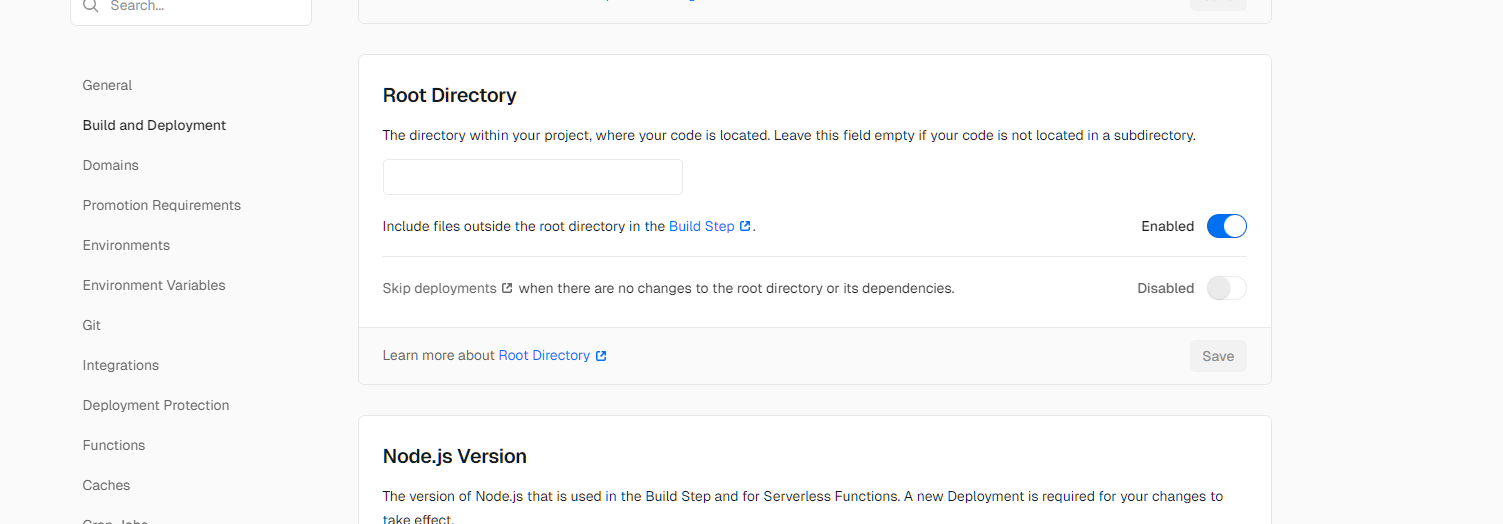 Search...
General
Build and Deployment
Domains
Promotion Requirements
Environments
Environment Variables
Git
Integrations
Deployment Protection
Functions
Caches
Cron Jobs
Root Directory
The directory within your project, where your code is located. Leave this field empty if your code is not located in a subdirectory.
Include files outside the root directory in the Build Step.
Enabled
Skip deployments when there are no changes to the root directory or its dependencies.
Disabled
Learn more about Root Directory
Save
Node.js Version
The version of Node.js that is used in the Build Step and for Serverless Functions. A new Deployment is required for your changes to
take effect.